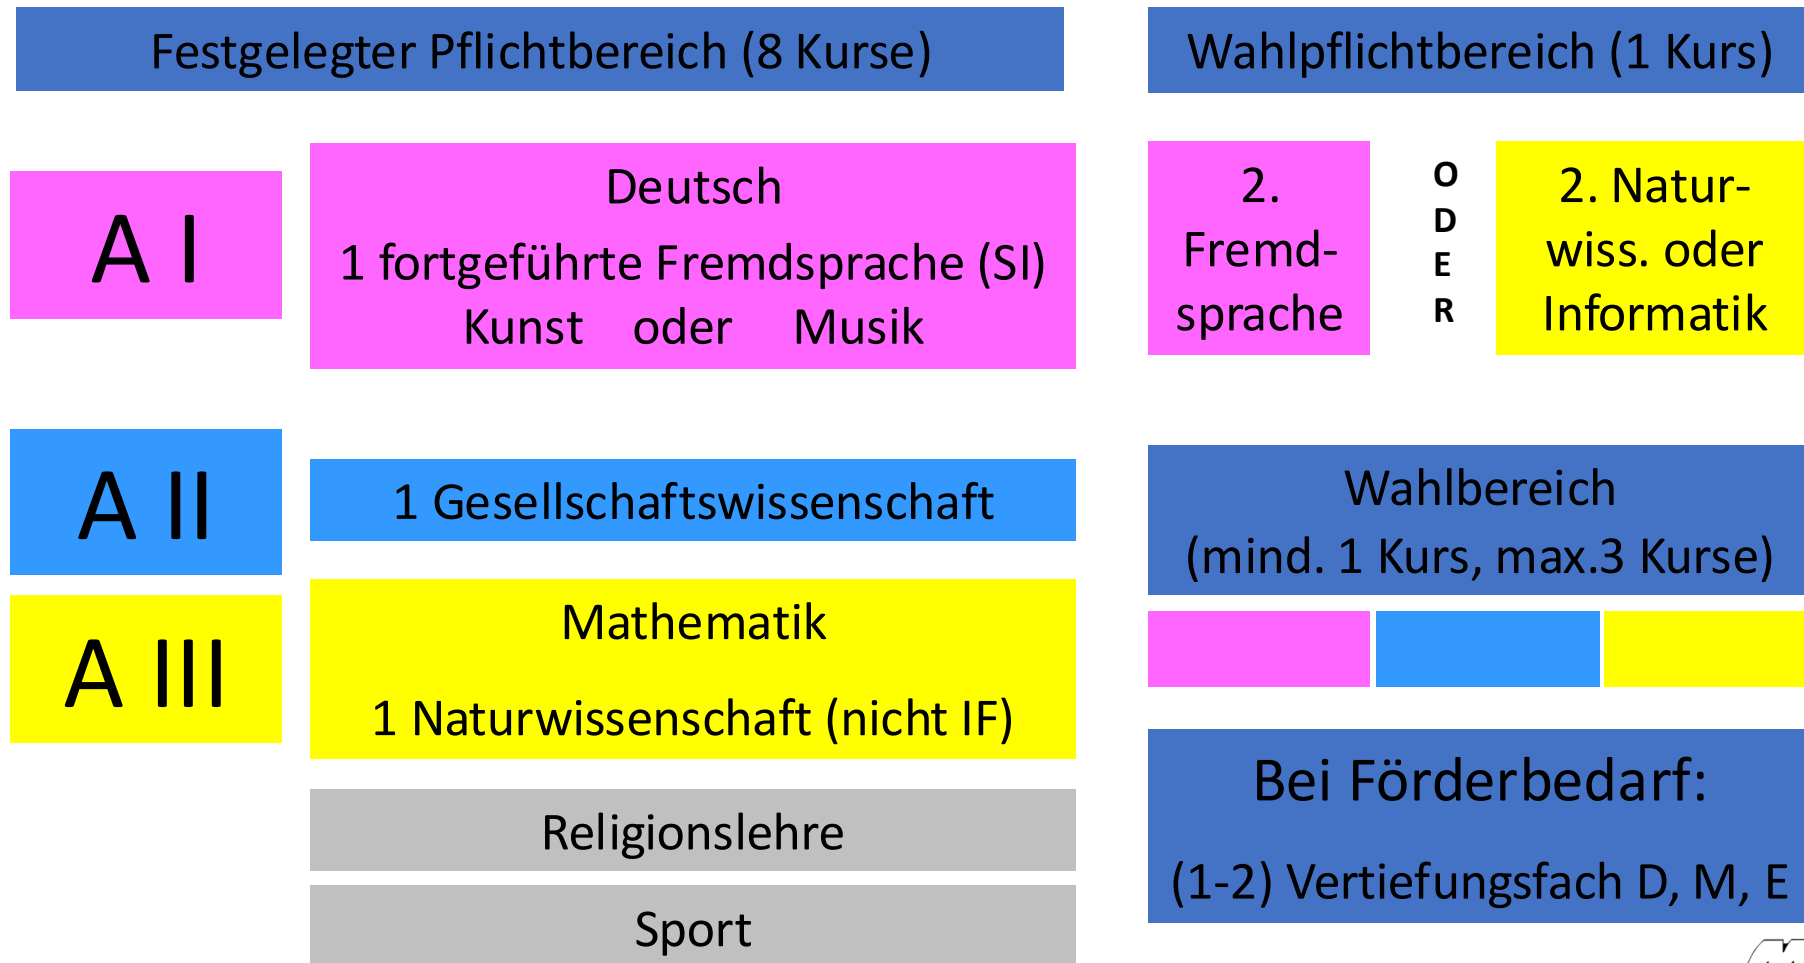 Festgelegter Pflichtbereich (8 Kurse)
A I
Deutsch
1 fortgeführte Fremdsprache (SI)
Kunst oder Musik
A II
1 Gesellschaftswissenschaft
A III
Mathematik
1 Naturwissenschaft (nicht IF)
Religionslehre
Sport
Wahlpflichtbereich (1 Kurs)
2.
Fremd-
sprache
O
D
E
R
2. Natur-
wiss. oder
Informatik
Wahlbereich
(mind. 1 Kurs, max.3 Kurse)
Bei Förderbedarf:
(1-2) Vertiefungsfach D, M, E